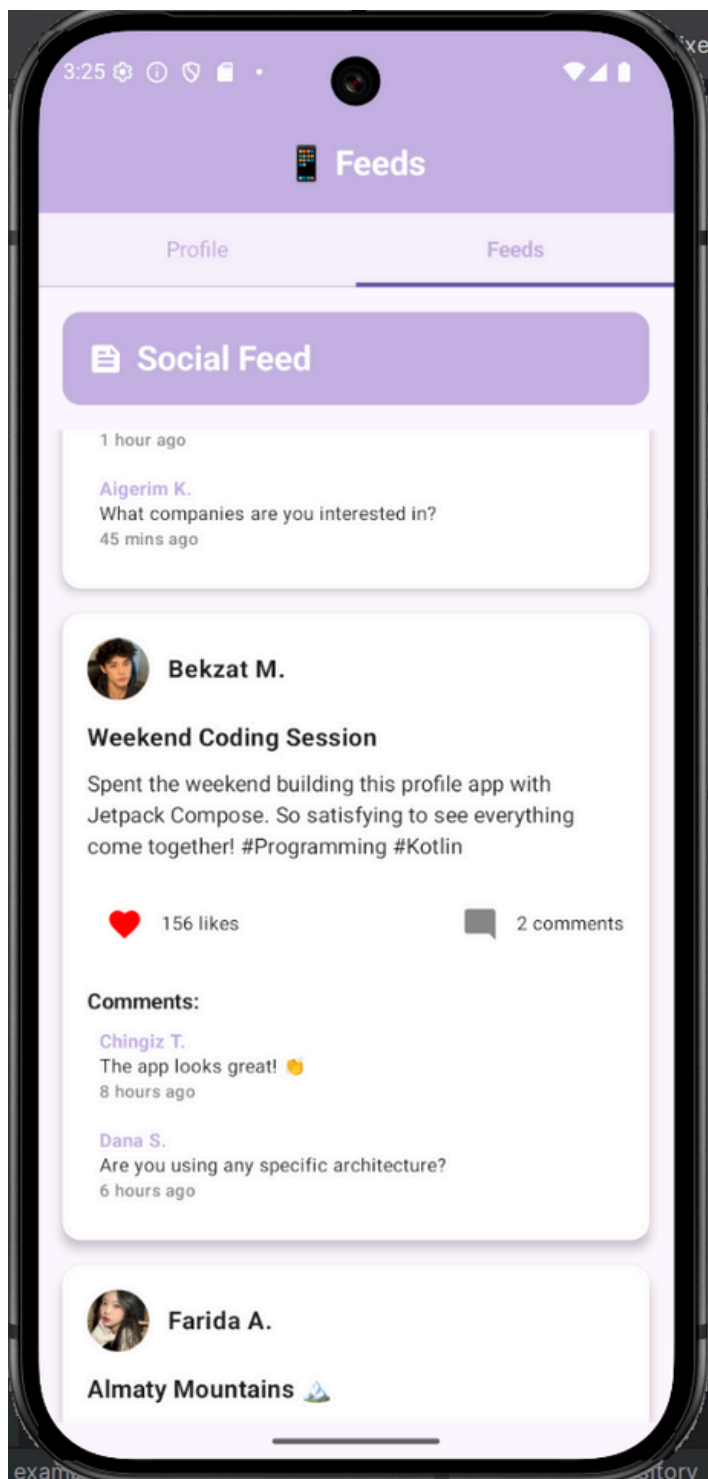 ixe
3:25
📱 Feeds
Profile
Feeds
Social Feed
1 hour ago
Aigerim K.
What companies are you interested in?
45 mins ago
Bekzat M.
Weekend Coding Session
Spent the weekend building this profile app with
Jetpack Compose. So satisfying to see everything
come together! #Programming #Kotlin
156 likes
2 comments
Comments:
Chingiz T.
The app looks great! 👏
8 hours ago
Dana S.
Are you using any specific architecture?
6 hours ago
Farida A.
Almaty Mountains 🏔️
exam
tory